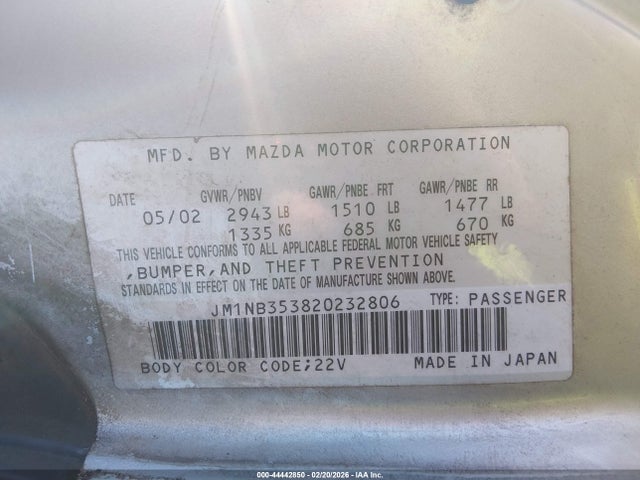 MFD. BY MAZDA MOTOR CORPORATION
DATE GVWR/PNBV GAWR/PNBE FRT GAWR/PNBE RR
05/02 2943 LB 1510 LB 1477 LB
1335 KG 685 KG 670 KG
THIS VEHICLE CONFORMS TO ALL APPLICABLE FEDERAL MOTOR VEHICLE SAFETY
,BUMPER,AND THEFT PREVENTION
STANDARDS IN EFFECT ON THE DATE OF MANUFACTURE SHOWN ABOVE.
JM1NB353820232806 TYPE: PASSENGER
BODY COLOR CODE;22V MADE IN JAPAN
000-44442850 - 02/20/2026 - IAA Inc.